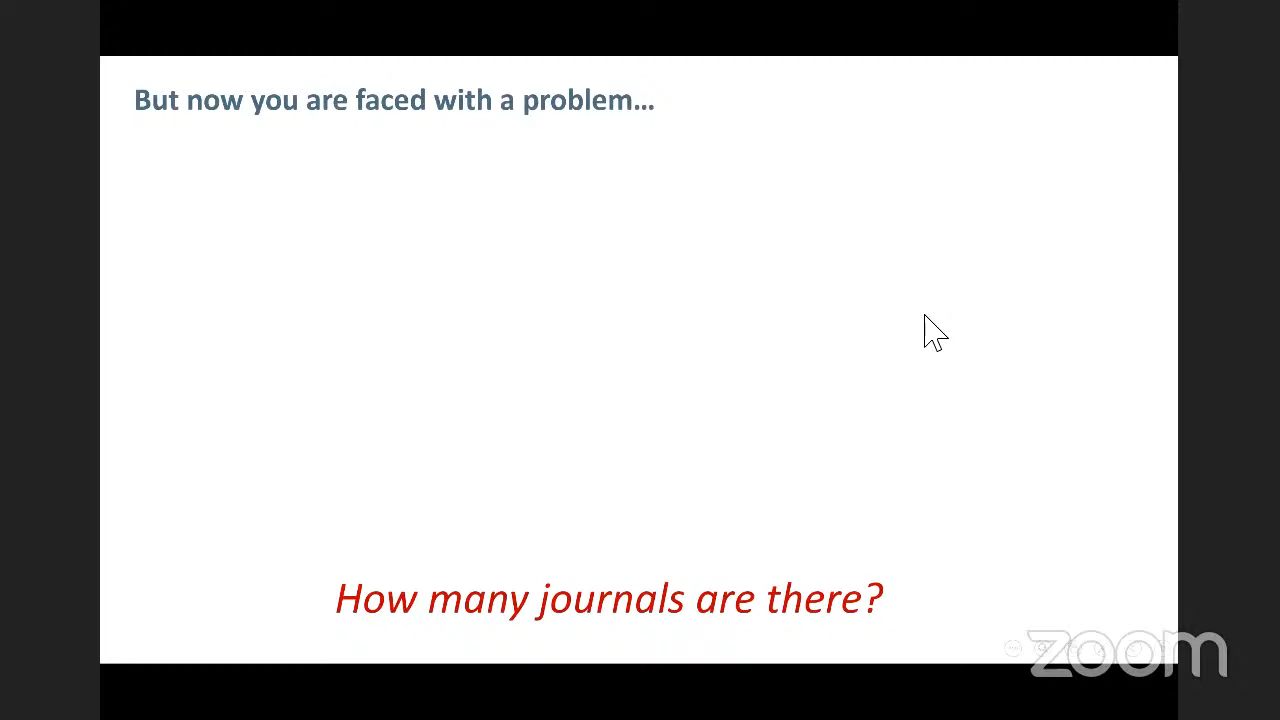 But now you are faced with a problem...
How many journals are there?
zoom